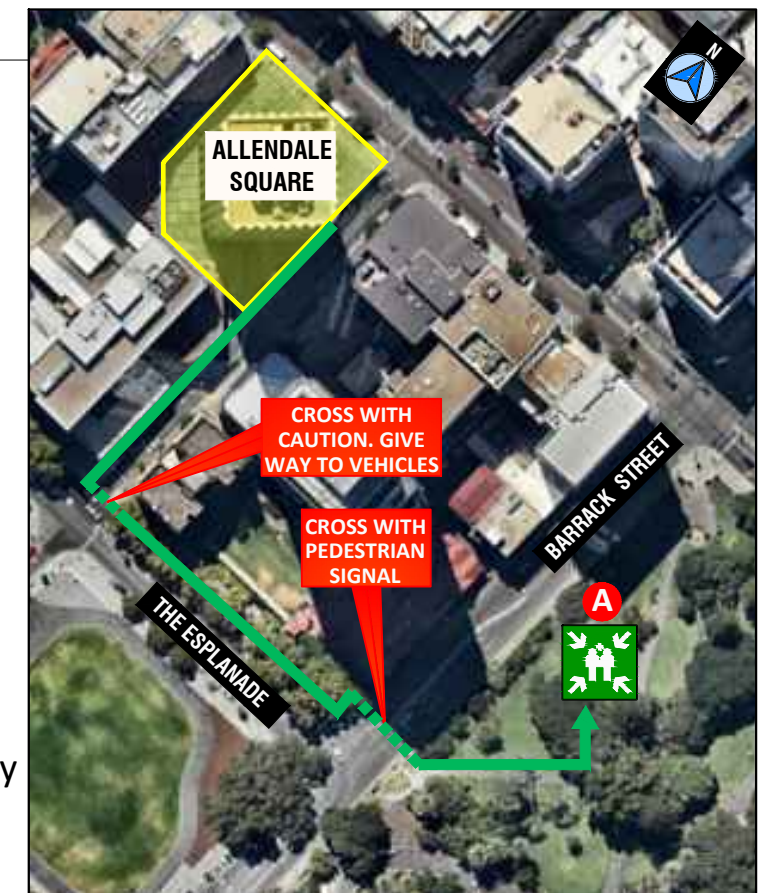 N
ALLENDALE
SQUARE
CROSS WITH
CAUTION. GIVE
WAY TO VEHICLES
CROSS WITH
PEDESTRIAN
SIGNAL
BARRACK STREET
A
THE ESPLANADE
y